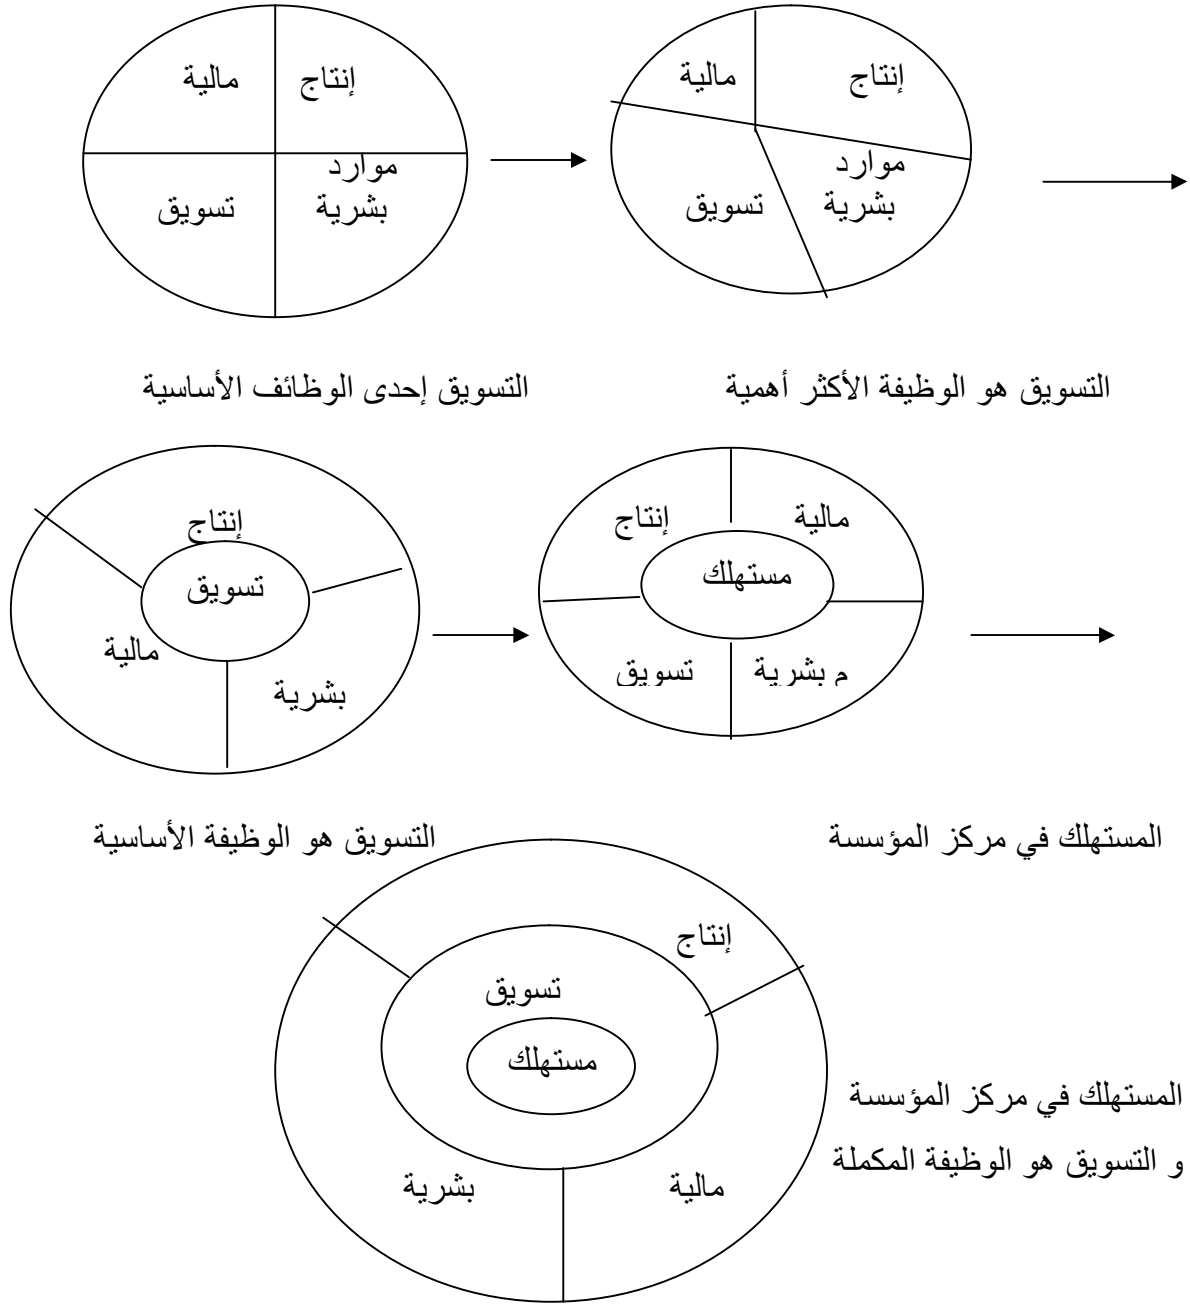 مالية
إنتاج
موارد
بشرية
تسويق
مالية
إنتاج
موارد
بشرية
تسويق
التسويق إحدى الوظائف الأساسية
التسويق هو الوظيفة الأكثر أهمية
إنتاج
تسويق
مالية
بشرية
إنتاج
مالية
مستهلك
تسويق
م بشرية
التسويق هو الوظيفة الأساسية
المستهلك في مركز المؤسسة
إنتاج
تسويق
مستهلك
بشرية
مالية
المستهلك في مركز المؤسسة
و التسويق هو الوظيفة المكملة